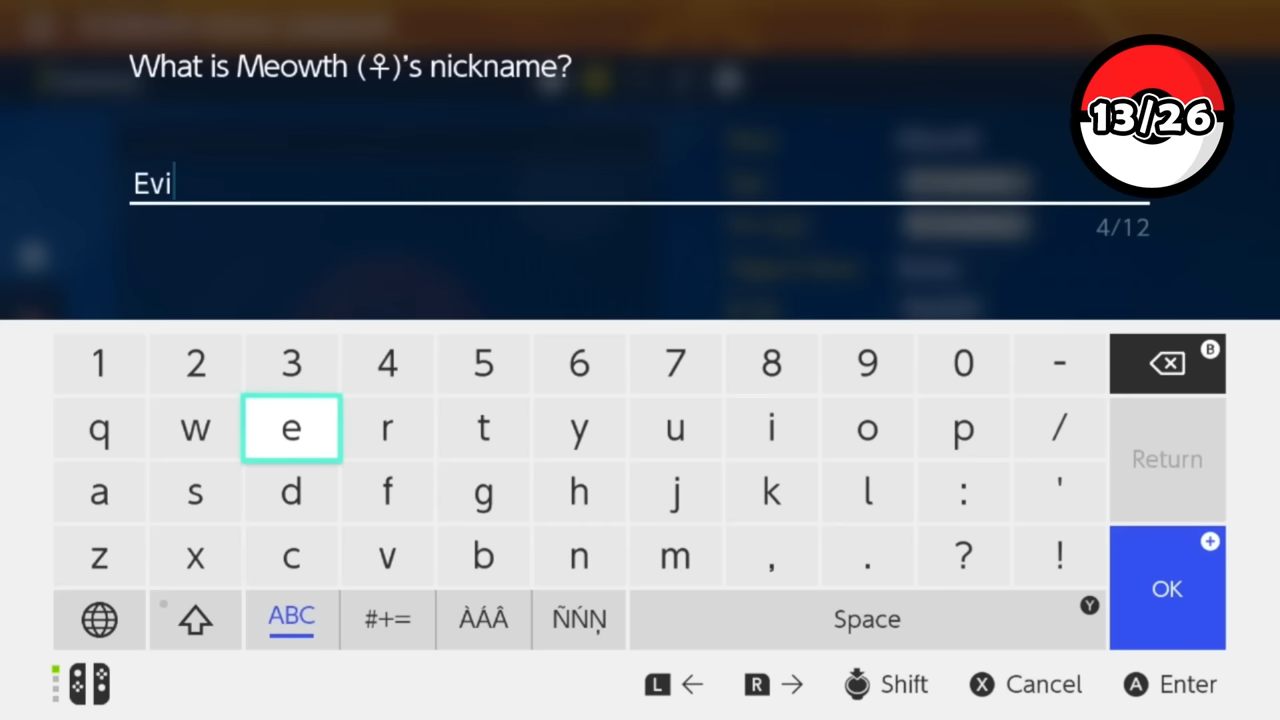 What is Meowth (♀)'s nickname?
13/26
Evi
4/12
1 2 3 4 5 6 7 8 9 0 - B
q w e r t y u i o p /
Return
a s d f g h j k l : '
z x c v b n m , . ? ! +
OK
ABC #+= ÀÁÂ ÑŃŅ Space Y
L ← R → Shift X Cancel A Enter